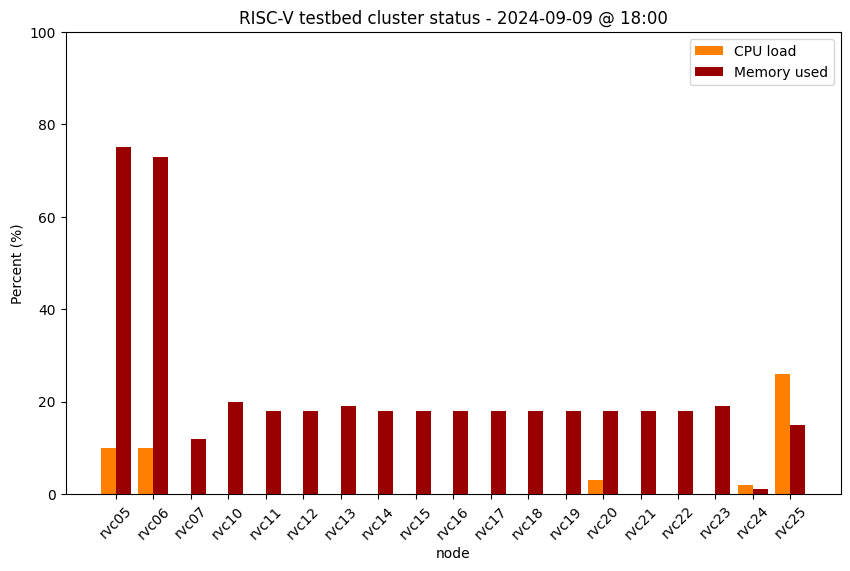 RISC-V testbed cluster status - 2024-09-09 @ 18:00
CPU load
Memory used
Percent (%)
100
80
60
40
20
0
rvc05
rvc06
rvc07
rvc10
rvc11
rvc12
rvc13
rvc14
rvc15
rvc16
rvc17
rvc18
rvc19
rvc20
rvc21
rvc22
rvc23
rvc24
rvc25
node